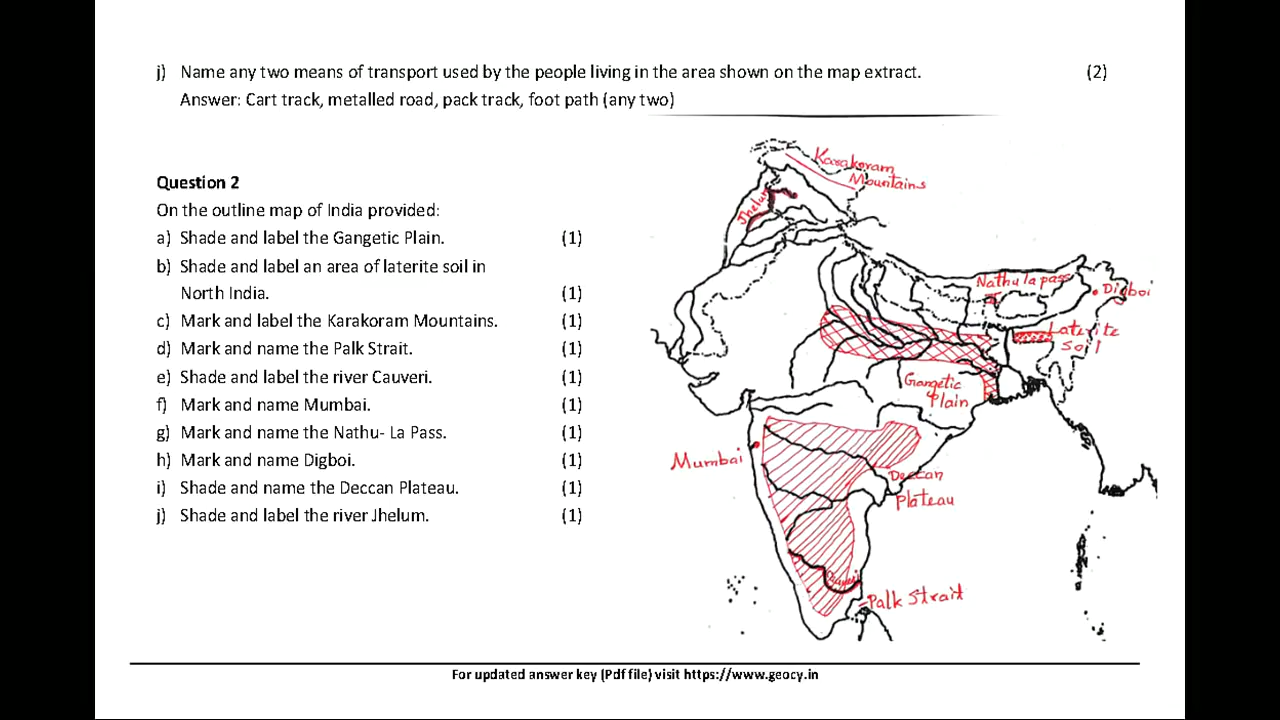 j) Name any two means of transport used by the people living in the area shown on the map extract. (2)
Answer: Cart track, metalled road, pack track, foot path (any two)
Question 2
On the outline map of India provided:
a) Shade and label the Gangetic Plain. (1)
b) Shade and label an area of laterite soil in
North India. (1)
c) Mark and label the Karakoram Mountains. (1)
d) Mark and name the Palk Strait. (1)
e) Shade and label the river Cauveri. (1)
f) Mark and name Mumbai. (1)
g) Mark and name the Nathu- La Pass. (1)
h) Mark and name Digboi. (1)
i) Shade and name the Deccan Plateau. (1)
j) Shade and label the river Jhelum. (1)
Karakoram
Mountains
Jhelum
Nathu la pass
Digboi
Laterite
Soil
Gangetic
Plain
Mumbai
Deccan
Plateau
Cauveri
Palk Strait
For updated answer key (Pdf file) visit https://www.geocy.in